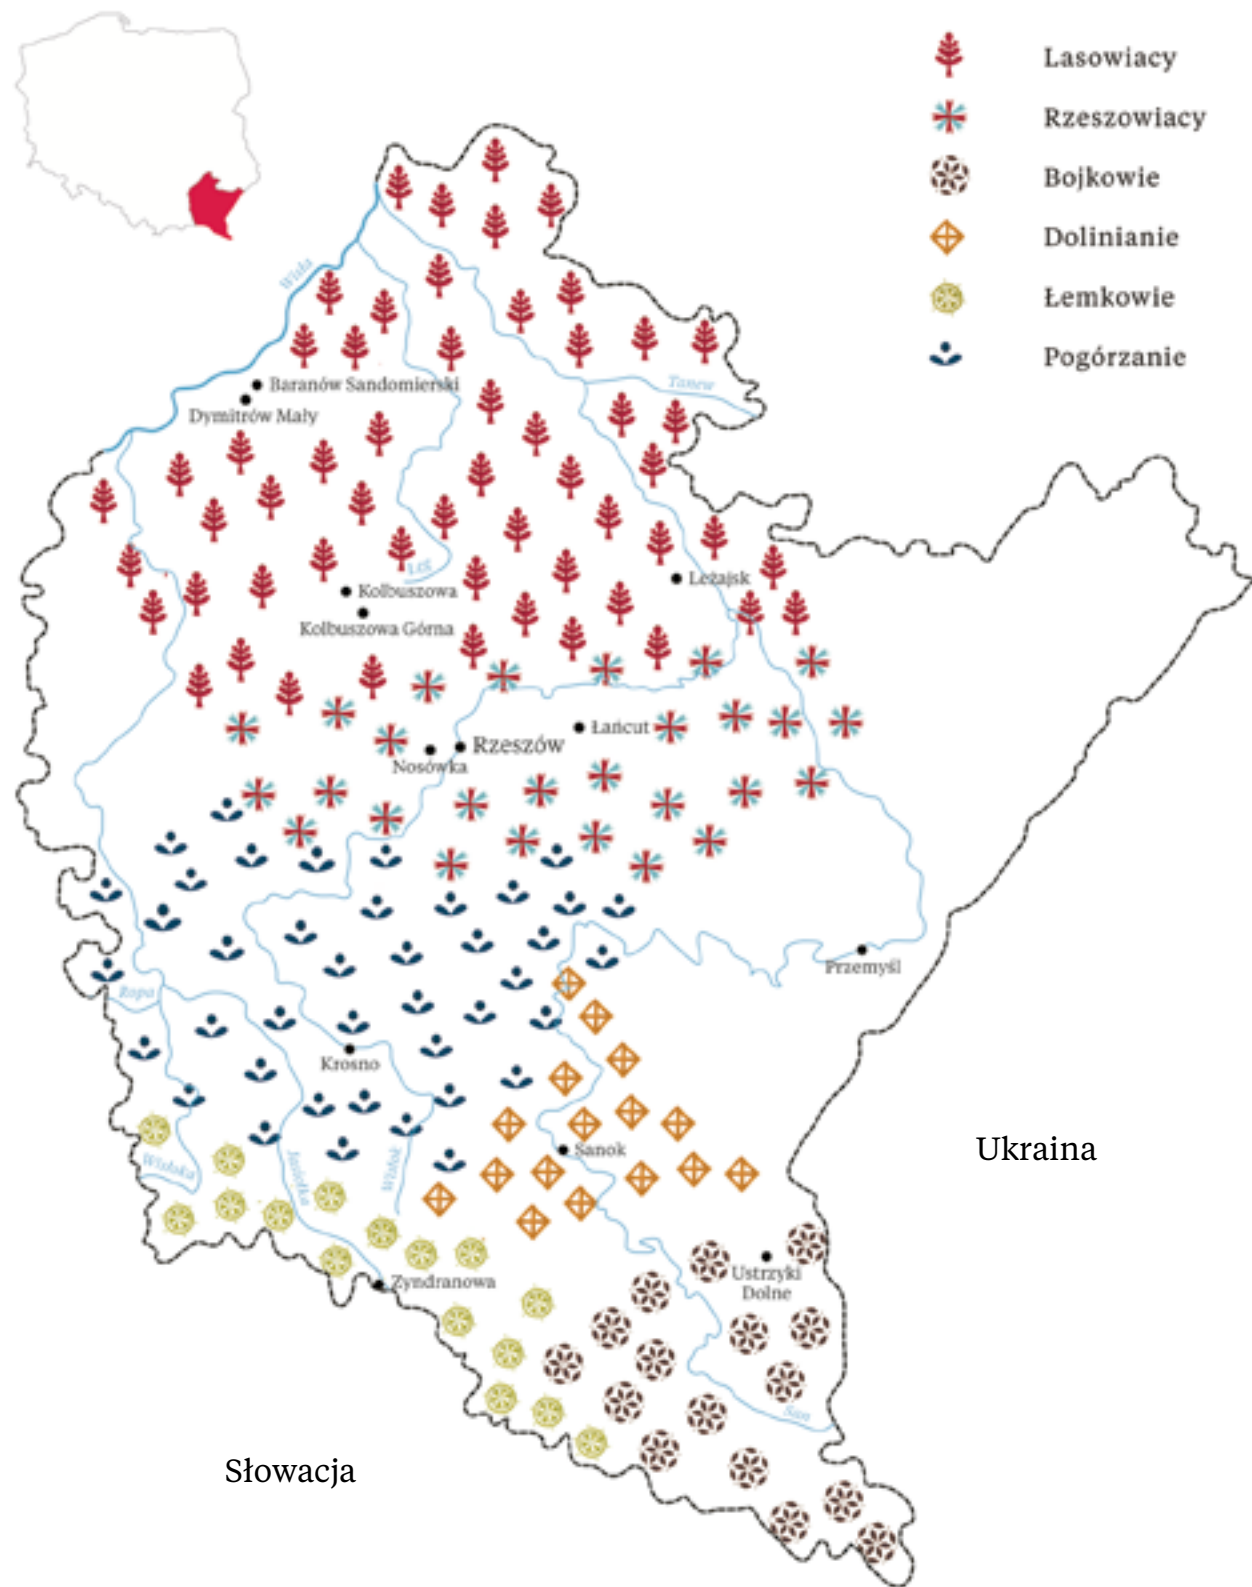 Lasowiacy
Rzeszowiacy
Bojkowie
Dolinianie
Łemkowie
Pogórzanie
Wisła
Tanew
Baranów Sandomierski
Dymitrów Mały
Łęg
Leżajsk
Kolbuszowa
Kolbuszowa Górna
Łańcut
Rzeszów
Nosówka
Przemyśl
Ropa
Krosno
Sanok
Ukraina
Wisłoka
Jasiołka
Wisłok
Zyndranowa
Ustrzyki
Dolne
San
Słowacja